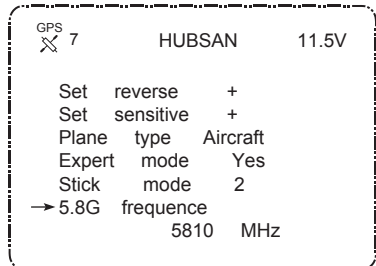 GPS 7 HUBSAN 11.5V
Set reverse +
Set sensitive +
Plane type Aircraft
Expert mode Yes
Stick mode 2
→5.8G frequence
5810 MHz